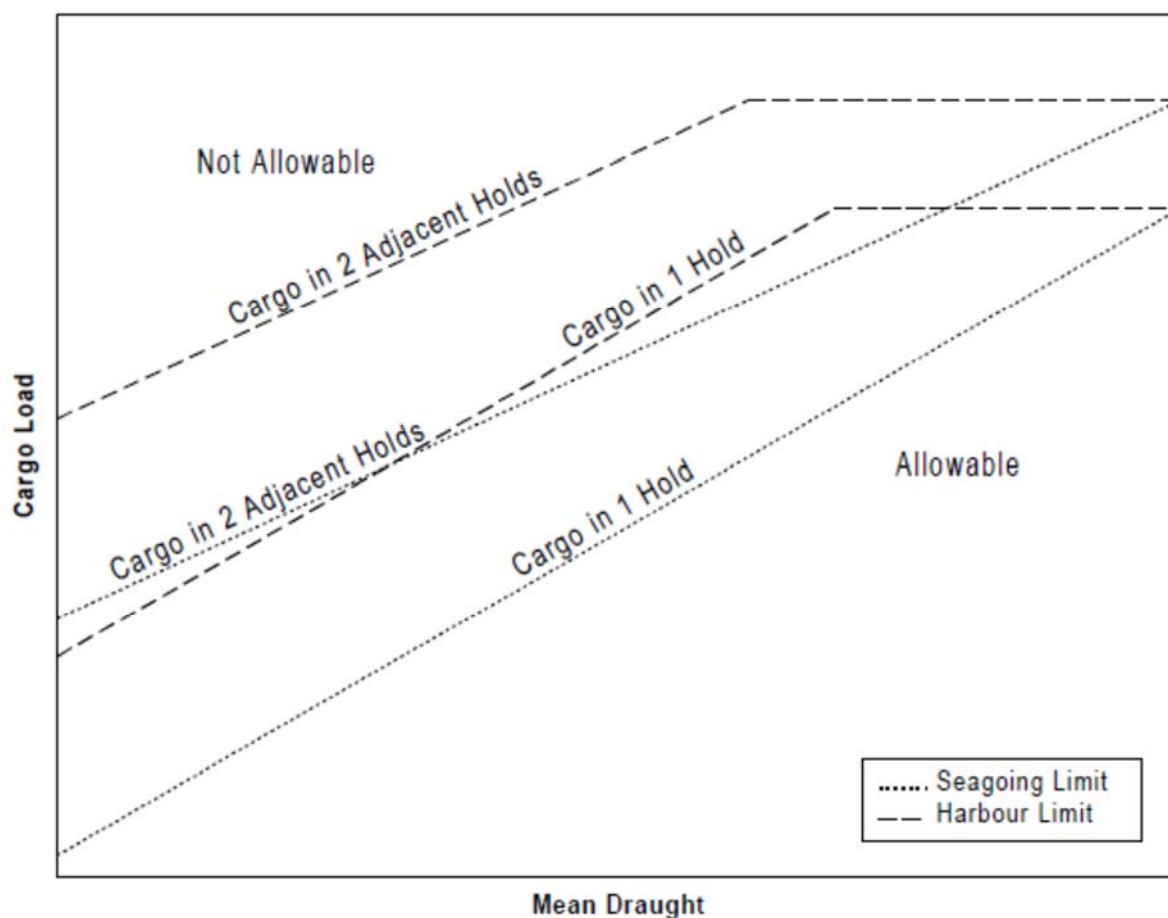 Not Allowable
Cargo in 2 Adjacent Holds
Cargo in 1 Hold
Cargo in 2 Adjacent Holds
Cargo in 1 Hold
Allowable
Cargo Load
Seagoing Limit
Harbour Limit
Mean Draught